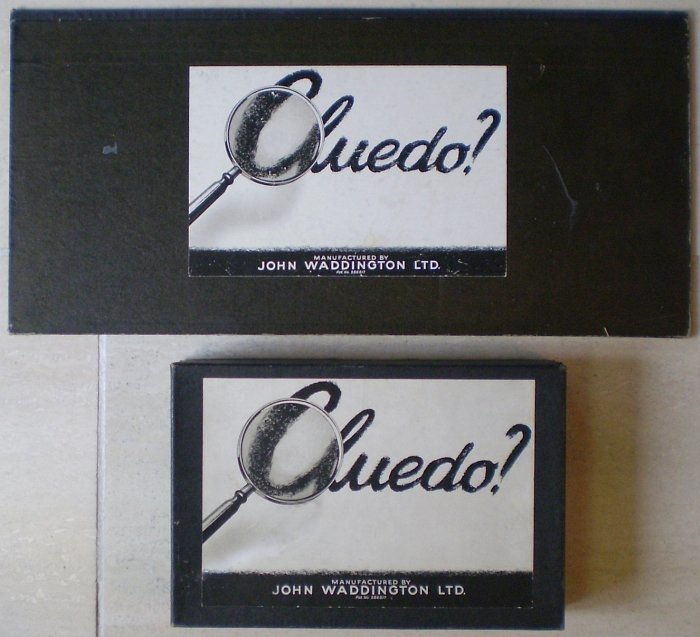 Cluedo?
MANUFACTURED BY
JOHN WADDINGTON LTD.
Cluedo?
MANUFACTURED BY
JOHN WADDINGTON LTD.